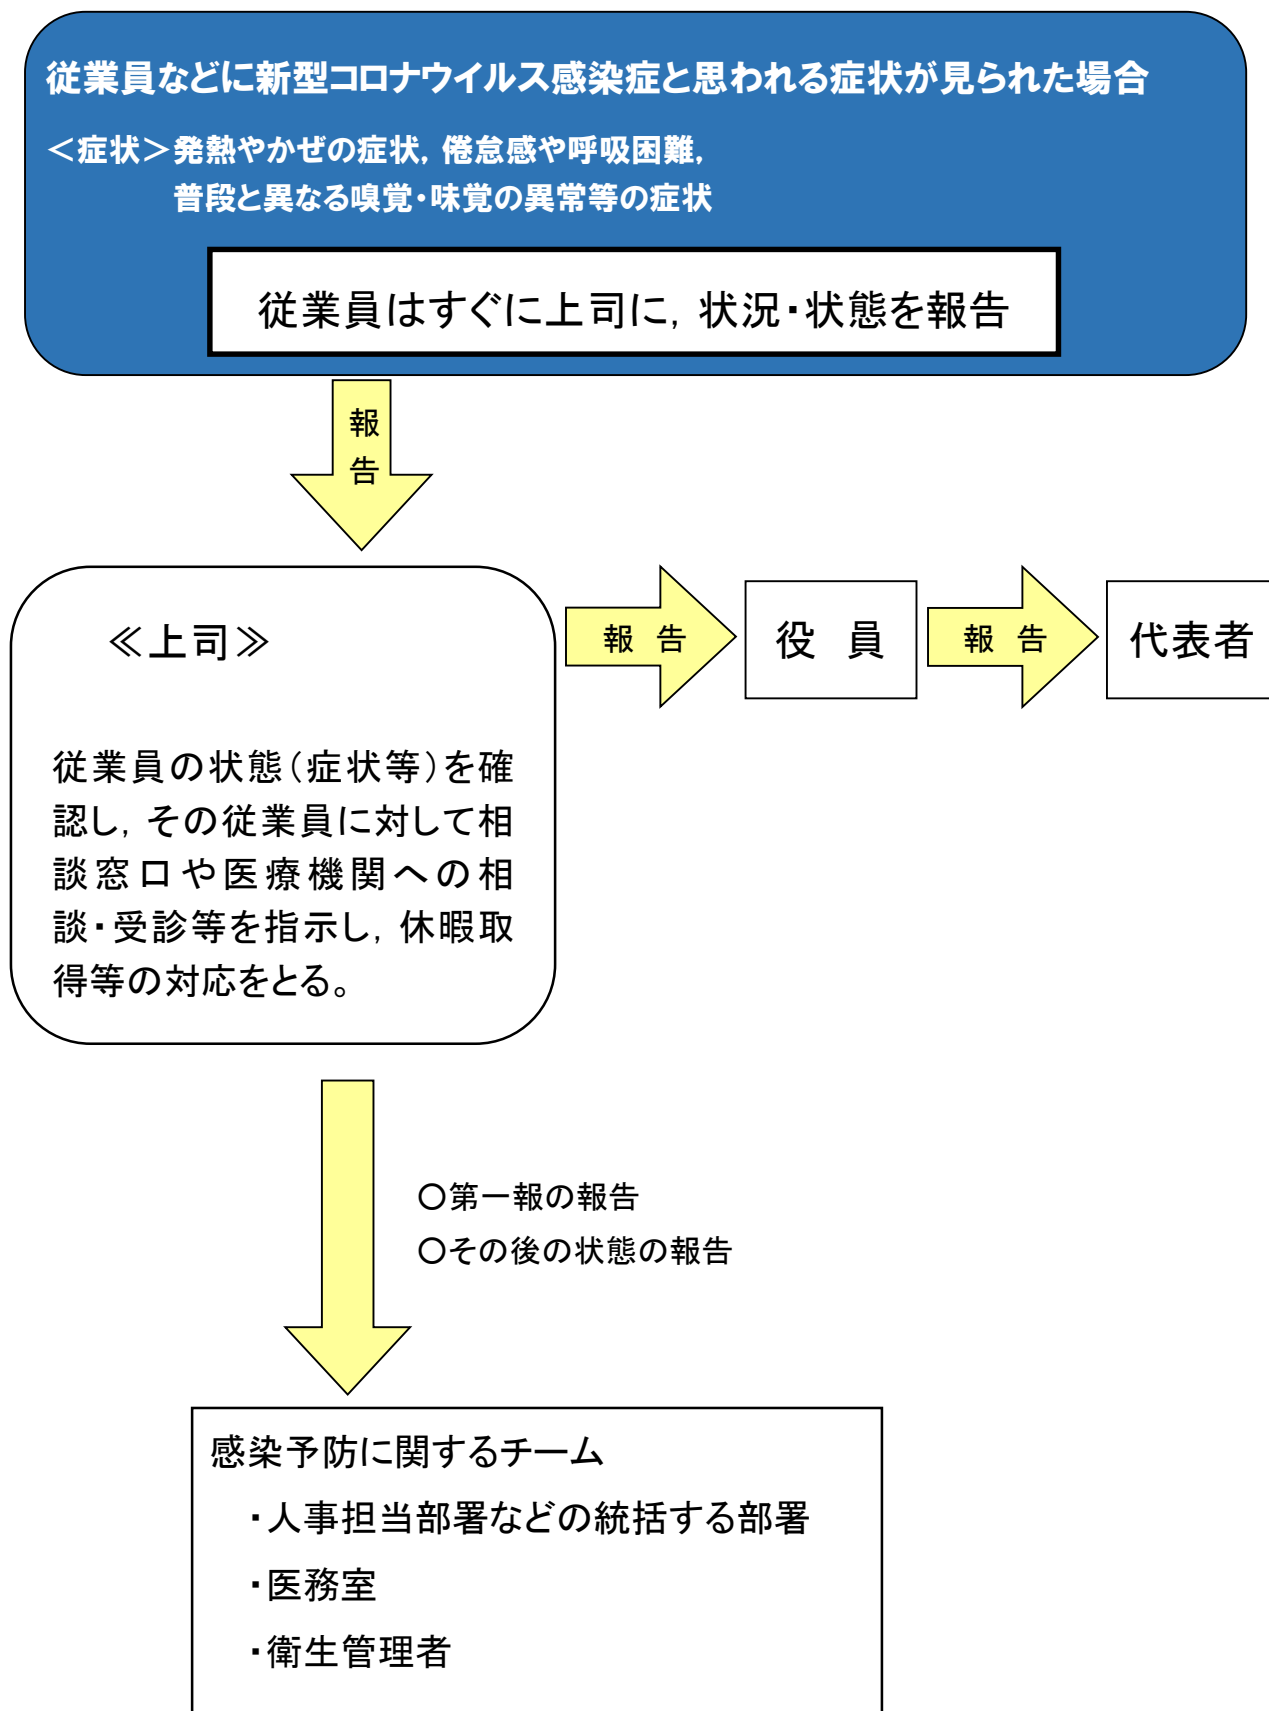 従業員などに新型コロナウイルス感染症と思われる症状が見られた場合
＜症状＞発熱やかぜの症状，倦怠感や呼吸困難，
普段と異なる嗅覚・味覚の異常等の症状
従業員はすぐに上司に，状況・状態を報告
報
告
≪上司≫
報 告
役 員
報 告
代表者
従業員の状態（症状等）を確
認し，その従業員に対して相
談窓口や医療機関への相
談・受診等を指示し，休暇取
得等の対応をとる。
○第一報の報告
○その後の状態の報告
感染予防に関するチーム
・人事担当部署などの統括する部署
・医務室
・衛生管理者